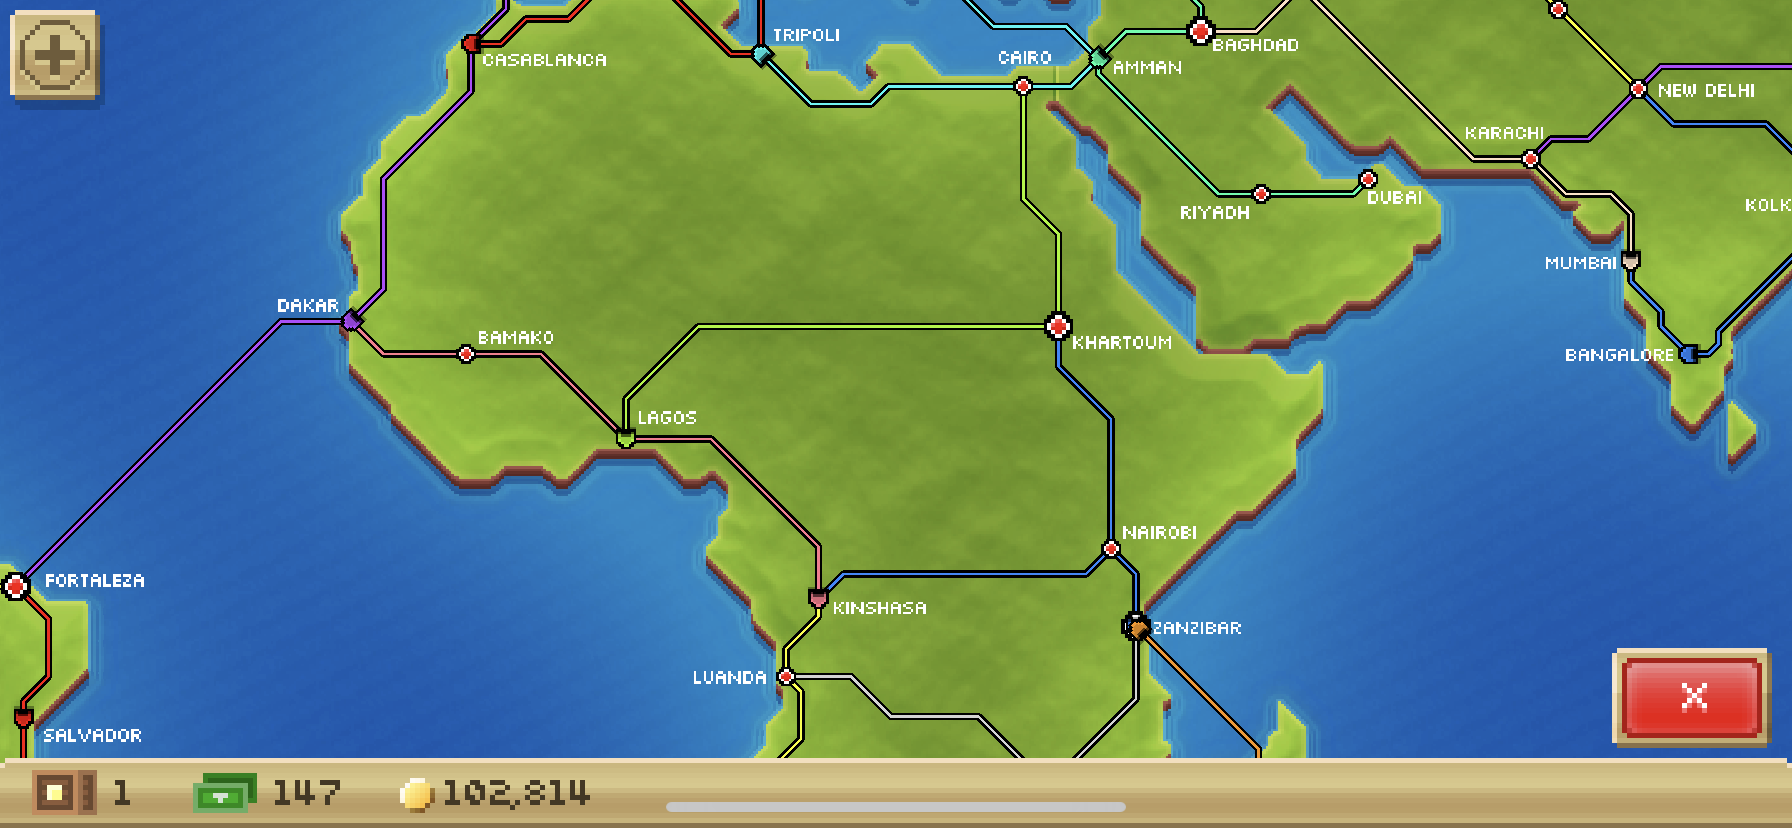 TRIPOLI
CASABLANCA
CAIRO
AMMAN
BAGHDAD
NEW DELHI
KARACHI
DUBAI
RIYADH
KOLK
MUMBAI
DAKAR
BAMAKO
KHARTOUM
BANGALORE
LAGOS
NAIROBI
FORTALEZA
KINSHASA
ZANZIBAR
LUANDA
SALVADOR
1
147
102,814